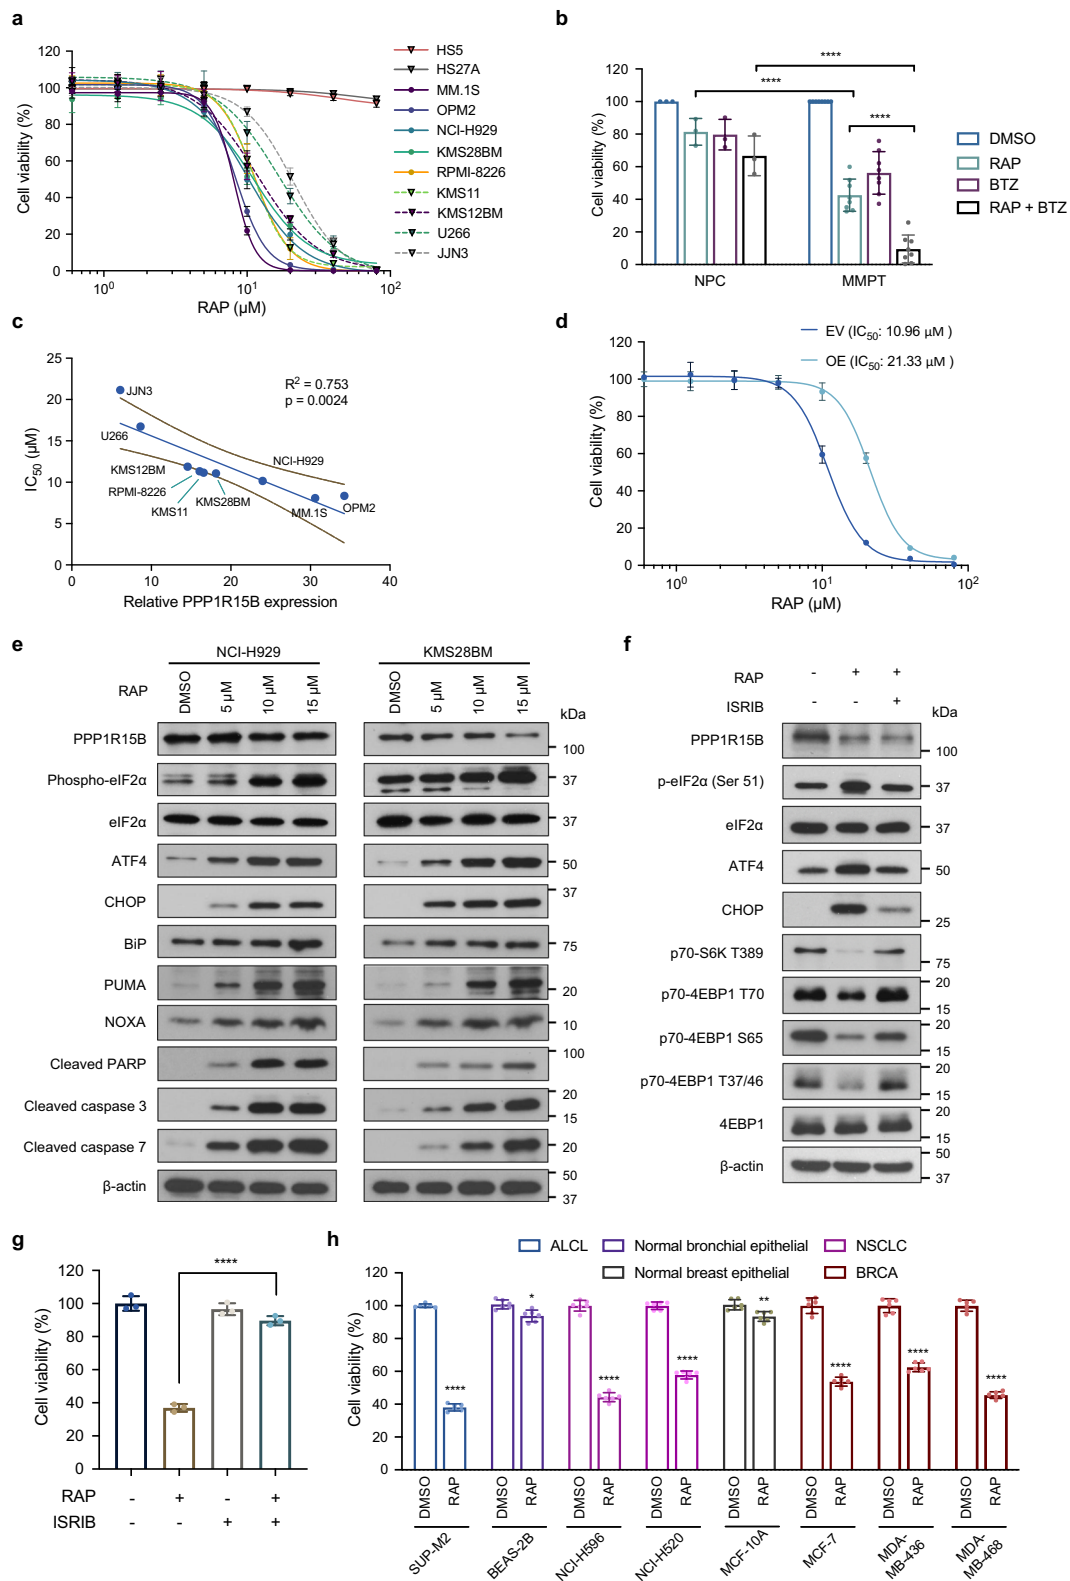 a
120
100
80
60
40
20
0
Cell viability (%)
10⁰
10¹
10²
RAP (µM)
HS5
HS27A
MM.1S
OPM2
NCI-H929
KMS28BM
RPMI-8226
KMS11
KMS12BM
U266
JJN3
b
****
****
****
120
100
80
60
40
20
0
Cell viability (%)
NPC
MMPT
DMSO
RAP
BTZ
RAP + BTZ
c
25
20
15
10
5
0
IC₅₀ (µM)
R² = 0.753
p = 0.0024
JJN3
U266
KMS12BM
RPMI-8226
KMS11
KMS28BM
NCI-H929
MM.1S
OPM2
0
10
20
30
40
Relative PPP1R15B expression
d
EV (IC₅₀: 10.96 µM )
OE (IC₅₀: 21.33 µM )
120
100
80
60
40
20
0
Cell viability (%)
10⁰
10¹
10²
RAP (µM)
e
NCI-H929
KMS28BM
RAP
DMSO
5 µM
10 µM
15 µM
DMSO
5 µM
10 µM
15 µM
kDa
PPP1R15B
100
Phospho-eIF2α
37
eIF2α
37
ATF4
50
CHOP
37
BiP
75
PUMA
20
NOXA
10
Cleaved PARP
100
Cleaved caspase 3
20
15
Cleaved caspase 7
20
β-actin
50
37
f
RAP
-
+
+
ISRIB
-
-
+
kDa
PPP1R15B
100
p-eIF2α (Ser 51)
37
eIF2α
37
ATF4
50
CHOP
25
p70-S6K T389
75
p70-4EBP1 T70
20
15
p70-4EBP1 S65
20
15
p70-4EBP1 T37/46
20
15
4EBP1
20
15
β-actin
50
37
g
****
120
100
80
60
40
20
0
Cell viability (%)
RAP
-
+
-
+
ISRIB
-
-
+
+
h
ALCL
Normal bronchial epithelial
NSCLC
Normal breast epithelial
BRCA
120
100
80
60
40
20
0
Cell viability (%)
****
*
****
****
**
****
****
****
DMSO
RAP
DMSO
RAP
DMSO
RAP
DMSO
RAP
DMSO
RAP
DMSO
RAP
DMSO
RAP
DMSO
RAP
SUP-M2
BEAS-2B
NCI-H596
NCI-H520
MCF-10A
MCF-7
MDA-
MB-436
MDA-
MB-468